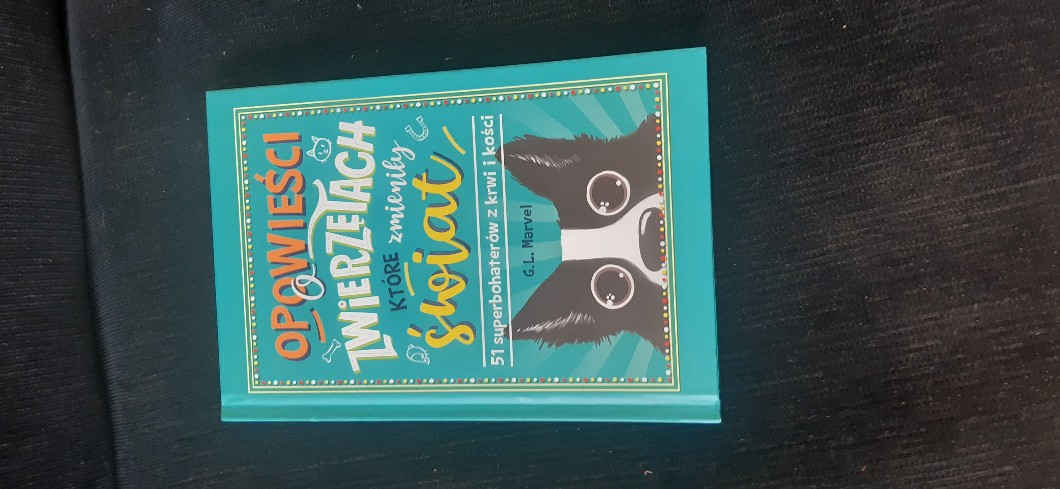 OPOWIEŚCI
O
ZWIERZĘTACH
KTÓRE zmieniły
świat
51 superbohaterów z krwi i kości
G.L. Marvel